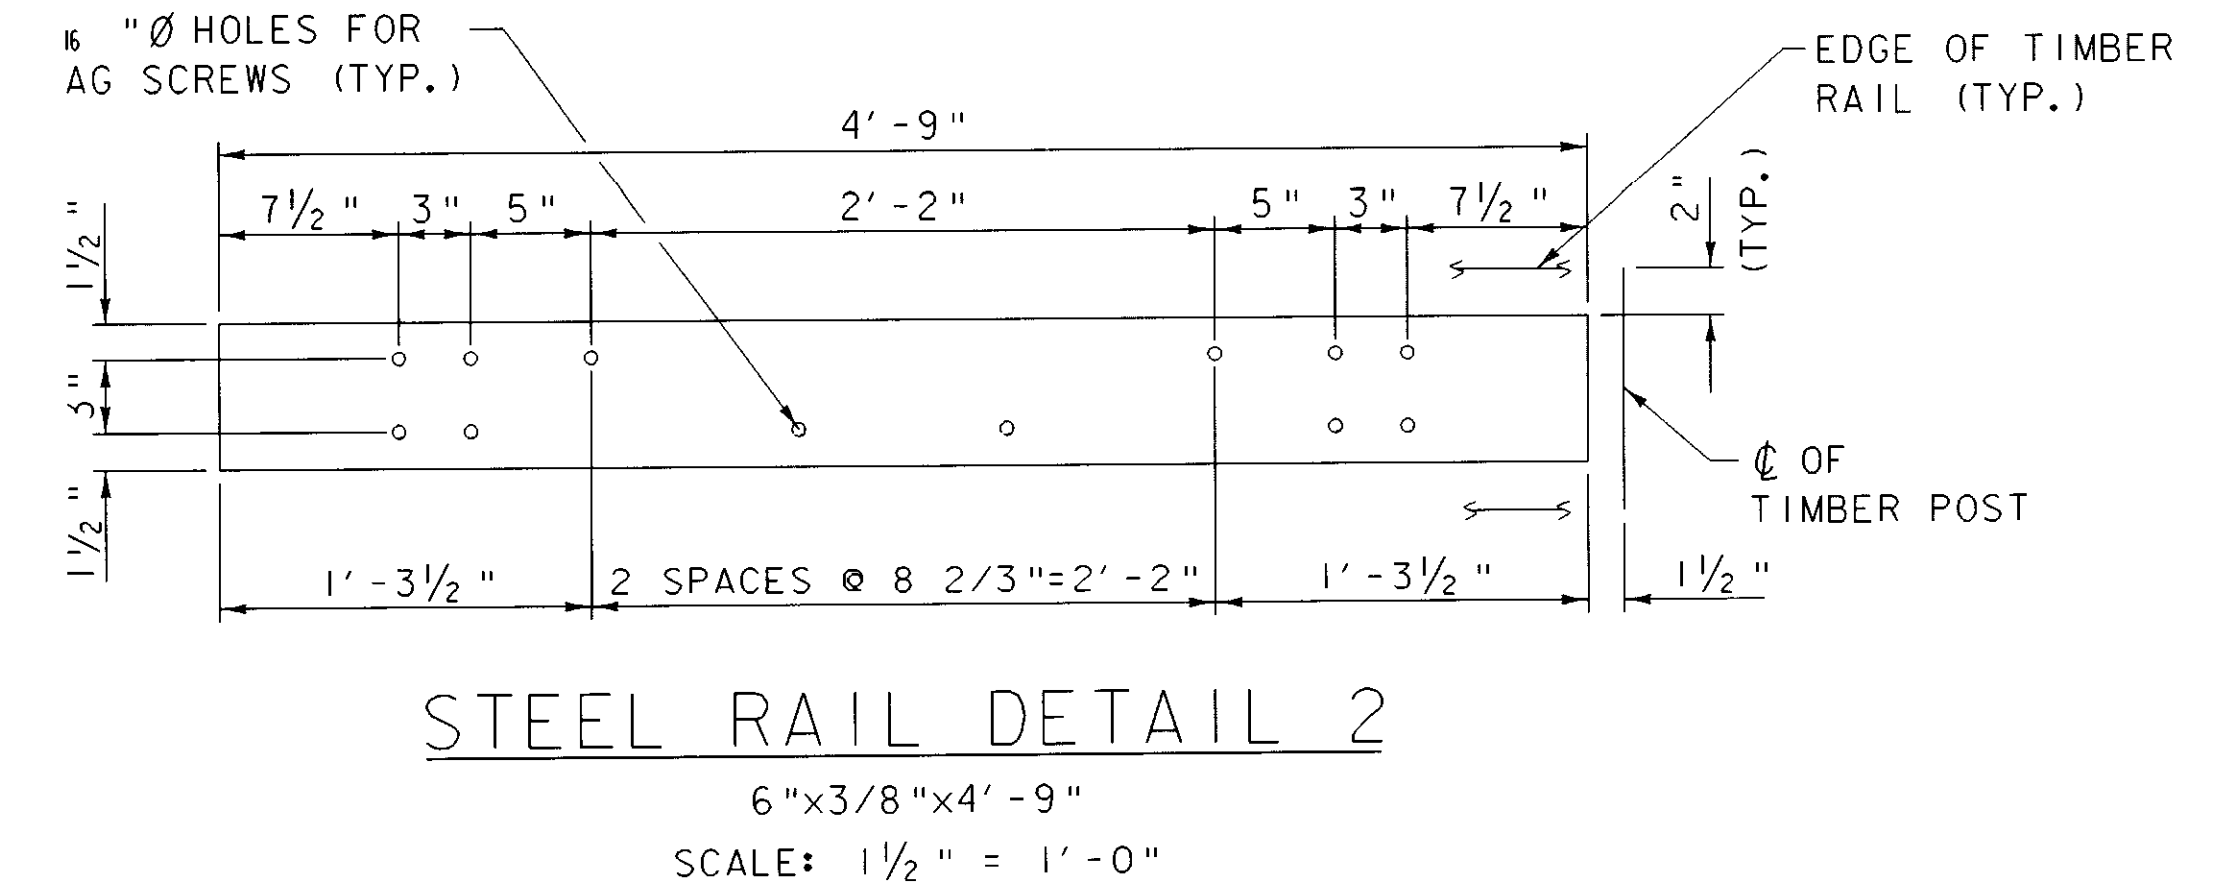 16 "Ø HOLES FOR
AG SCREWS (TYP.)
EDGE OF TIMBER
RAIL (TYP.)
4'-9"
7½" 3" 5" 2'-2" 5" 3" 7½"
2"
(TYP.)
1½"
3"
1½"
℄ OF
TIMBER POST
1'-3½" 2 SPACES @ 8 2/3"=2'-2" 1'-3½" 1½"
STEEL RAIL DETAIL 2
6"x3/8"x4'-9"
SCALE: 1½" = 1'-0"